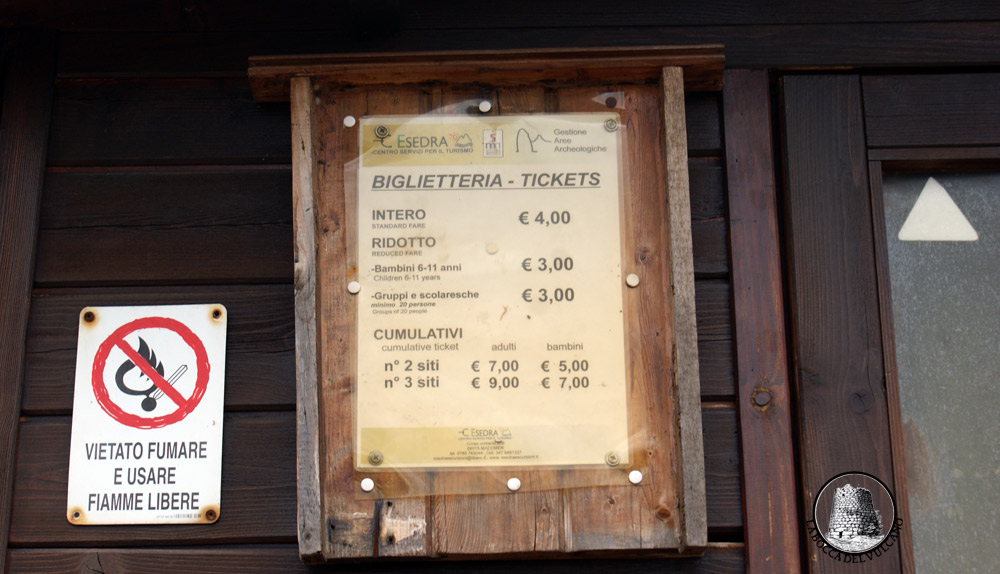 C ESEDRA
CENTRO SERVIZI PER IL TURISMO
Gestione
Aree
Archeologiche
BIGLIETTERIA - TICKETS
INTERO € 4,00
STANDARD FARE
RIDOTTO
REDUCED FARE
-Bambini 6-11 anni € 3,00
Children 6-11 years
-Gruppi e scolaresche € 3,00
minimo 20 persone
Groups of 20 people
CUMULATIVI
cumulative ticket adulti bambini
n° 2 siti € 7,00 € 5,00
n° 3 siti € 9,00 € 7,00
C ESEDRA
VIETATO FUMARE
E USARE
FIAMME LIBERE
LA BOCCA DEL VULCANO